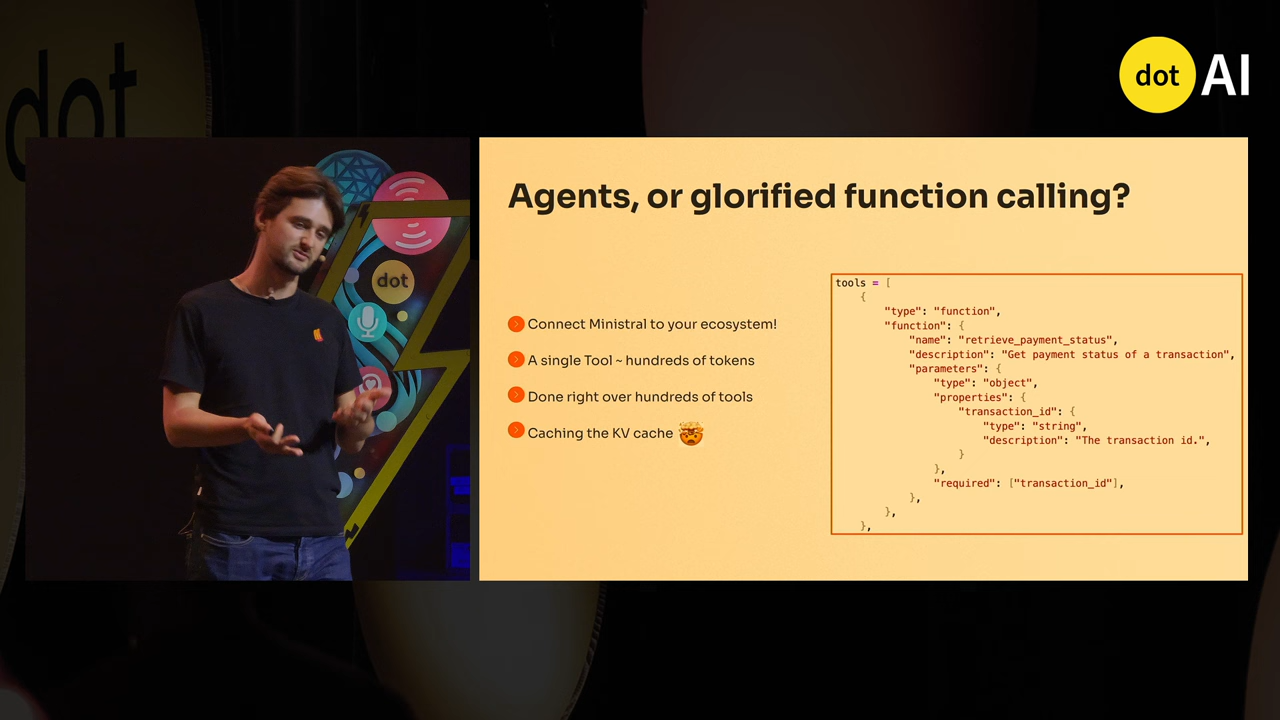 dot
dot AI
dot
Agents, or glorified function calling?
Connect Ministral to your ecosystem!
A single Tool ~ hundreds of tokens
Done right over hundreds of tools
Caching the KV cache 🤯
tools = [
{
"type": "function",
"function": {
"name": "retrieve_payment_status",
"description": "Get payment status of a transaction",
"parameters": {
"type": "object",
"properties": {
"transaction_id": {
"type": "string",
"description": "The transaction id.",
}
},
"required": ["transaction_id"],
},
},
},